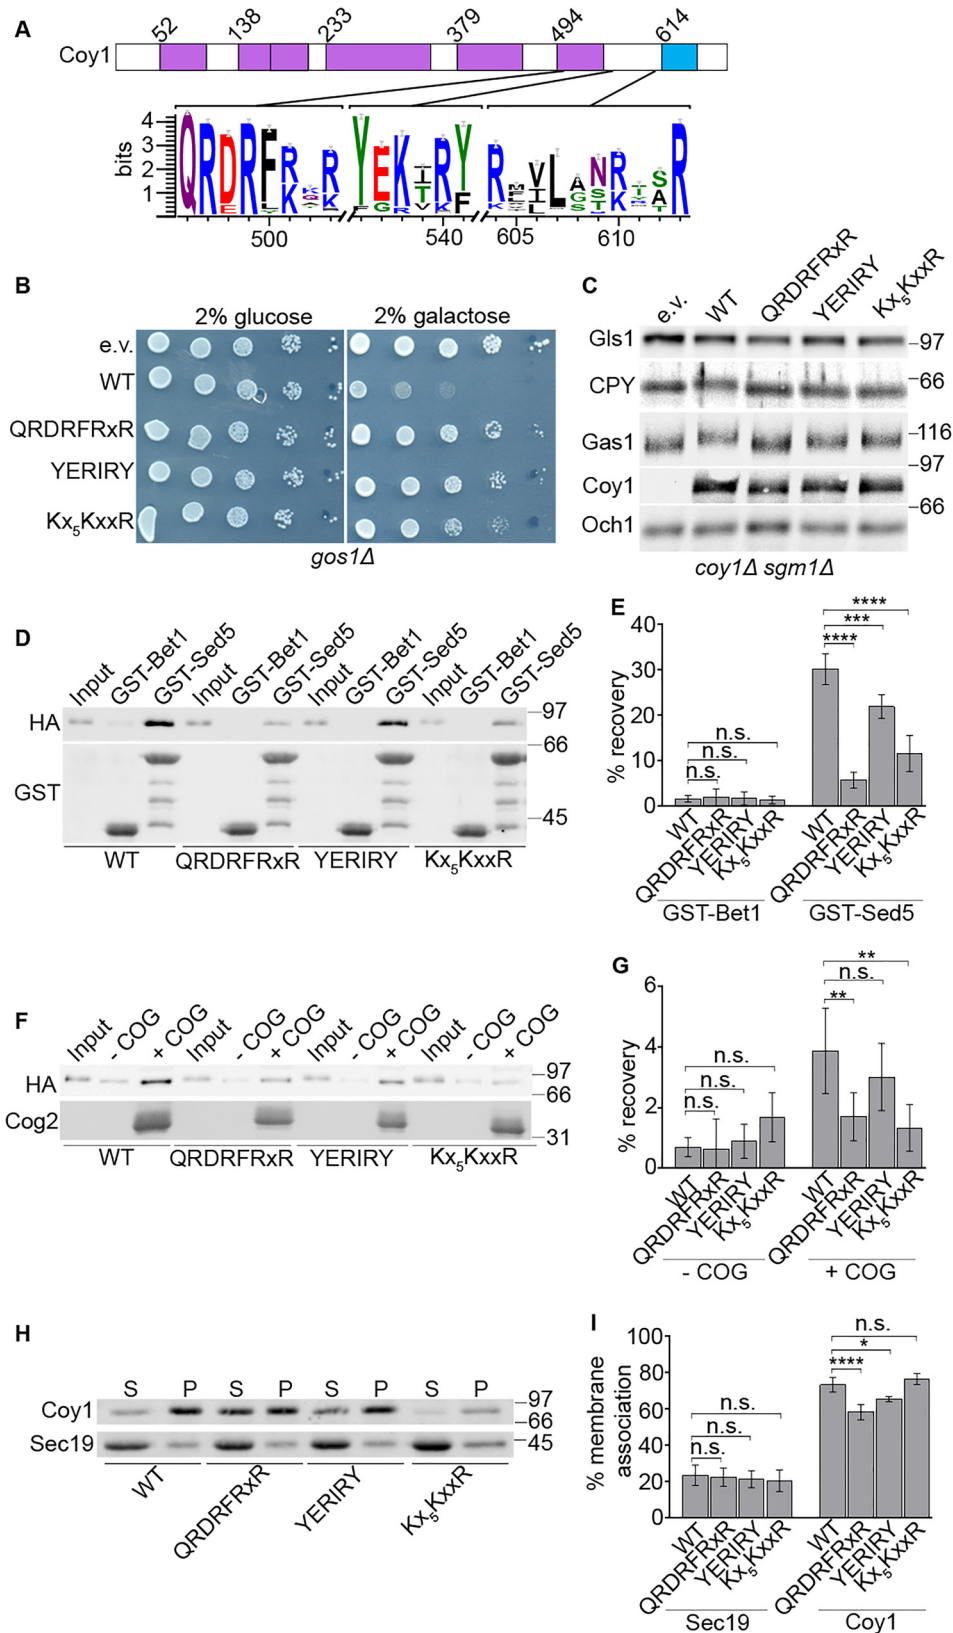 A
52 138 233 379 494 614
Coy1
bits
4
3
2
1
QRDRFR R
YEKIRY
500
540
605
610
B
2% glucose
2% galactose
e.v.
WT
QRDRFRxR
YERIRY
Kx5KxxR
gos1Δ
C
e.v. WT QRDRFRxR YERIRY Kx5KxxR
Gls1
97
CPY
66
Gas1
116
97
Coy1
66
Och1
coy1Δ sgm1Δ
D
Input GST-Bet1 GST-Sed5 Input GST-Bet1 GST-Sed5 Input GST-Bet1 GST-Sed5 Input GST-Bet1 GST-Sed5
HA
97
66
GST
45
WT QRDRFRxR YERIRY Kx5KxxR
E
% recovery
40
30
20
10
0
n.s.
n.s.
n.s.
****
***
****
WT QRDRFRxR YERIRY Kx5KxxR WT QRDRFRxR YERIRY Kx5KxxR
GST-Bet1 GST-Sed5
F
Input - COG + COG Input - COG + COG Input - COG + COG Input - COG + COG
HA
97
66
Cog2
31
WT QRDRFRxR YERIRY Kx5KxxR
G
% recovery
6
4
2
0
n.s.
n.s.
n.s.
**
n.s.
**
WT QRDRFRxR YERIRY Kx5KxxR WT QRDRFRxR YERIRY Kx5KxxR
- COG + COG
H
S P S P S P S P
Coy1
97
66
Sec19
45
WT QRDRFRxR YERIRY Kx5KxxR
I
% membrane
association
100
80
60
40
20
0
n.s.
n.s.
n.s.
n.s.
*
****
WT QRDRFRxR YERIRY Kx5KxxR WT QRDRFRxR YERIRY Kx5KxxR
Sec19 Coy1